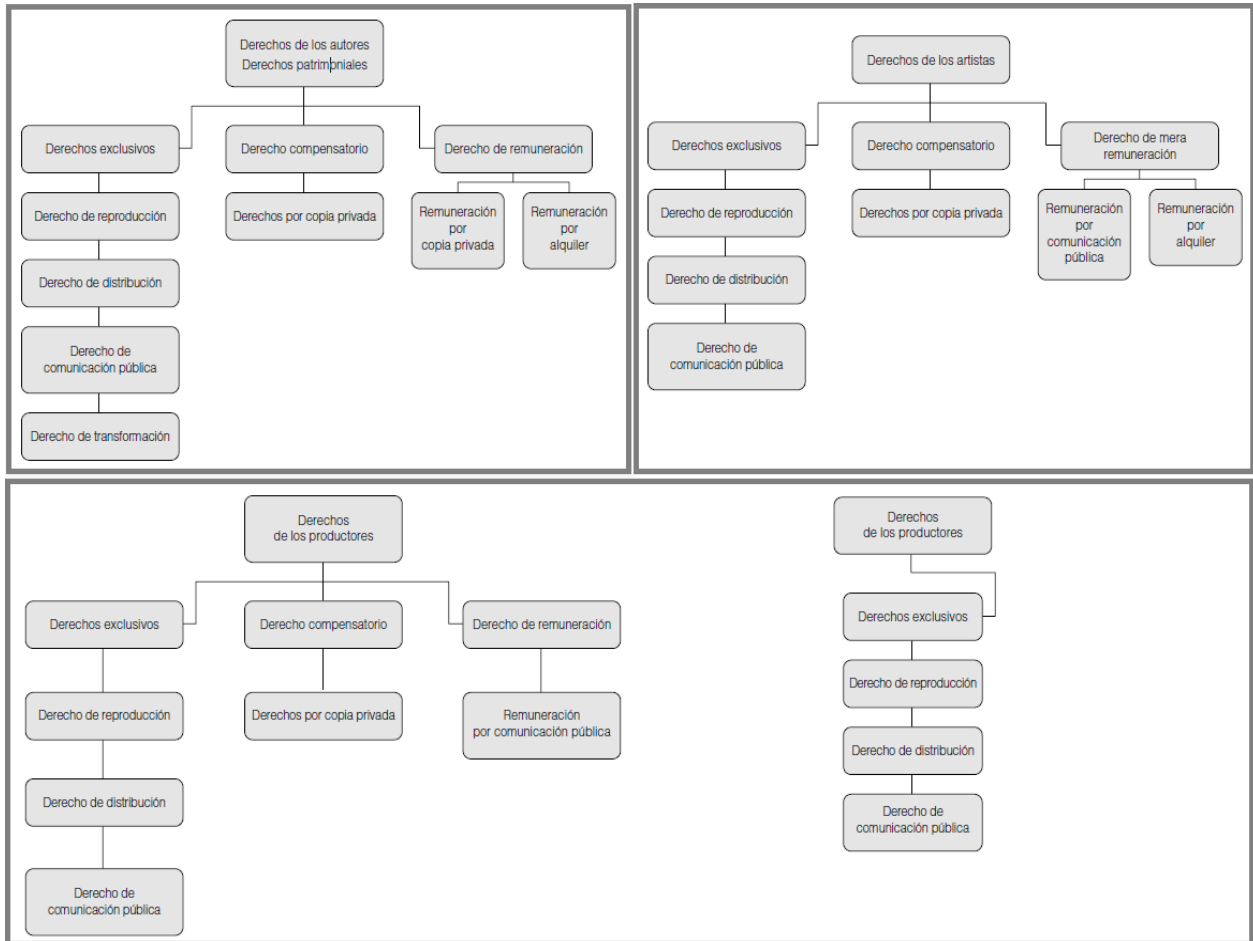 Derechos de los autores
Derechos patrimoniales
Derechos exclusivos
Derecho compensatorio
Derecho de remuneración
Derecho de reproducción
Derechos por copia privada
Remuneración
por
copia privada
Remuneración
por
alquiler
Derecho de distribución
Derecho de
comunicación pública
Derecho de transformación
Derechos de los artistas
Derechos exclusivos
Derecho compensatorio
Derecho de mera
remuneración
Derecho de reproducción
Derechos por copia privada
Remuneración
por
comunicación
pública
Remuneración
por
alquiler
Derecho de distribución
Derecho de
comunicación pública
Derechos
de los productores
Derechos exclusivos
Derecho compensatorio
Derecho de remuneración
Derecho de reproducción
Derechos por copia privada
Remuneración
por comunicación pública
Derecho de distribución
Derecho de
comunicación pública
Derechos
de los productores
Derechos exclusivos
Derecho de reproducción
Derecho de distribución
Derecho de
comunicación pública